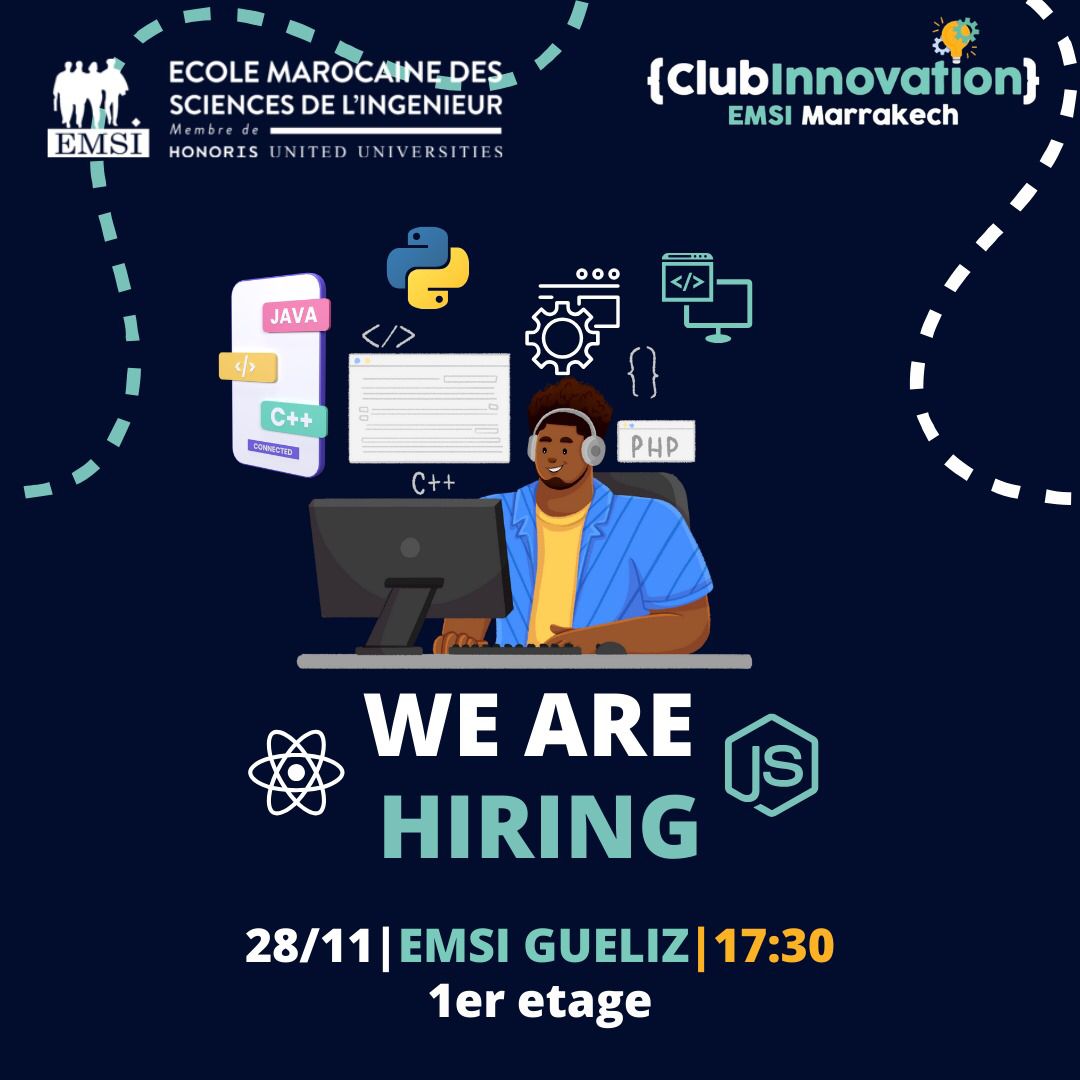 ECOLE MAROCAINE DES
SCIENCES DE L'INGENIEUR
Membre de
HONORIS UNITED UNIVERSITIES
EMSI
{ClubInnovation}
EMSI Marrakech
JAVA
</>
C++
CONNECTED
</>
</>
{}
PHP
C++
WE ARE
HIRING
JS
28/11|EMSI GUELIZ|17:30
1er etage